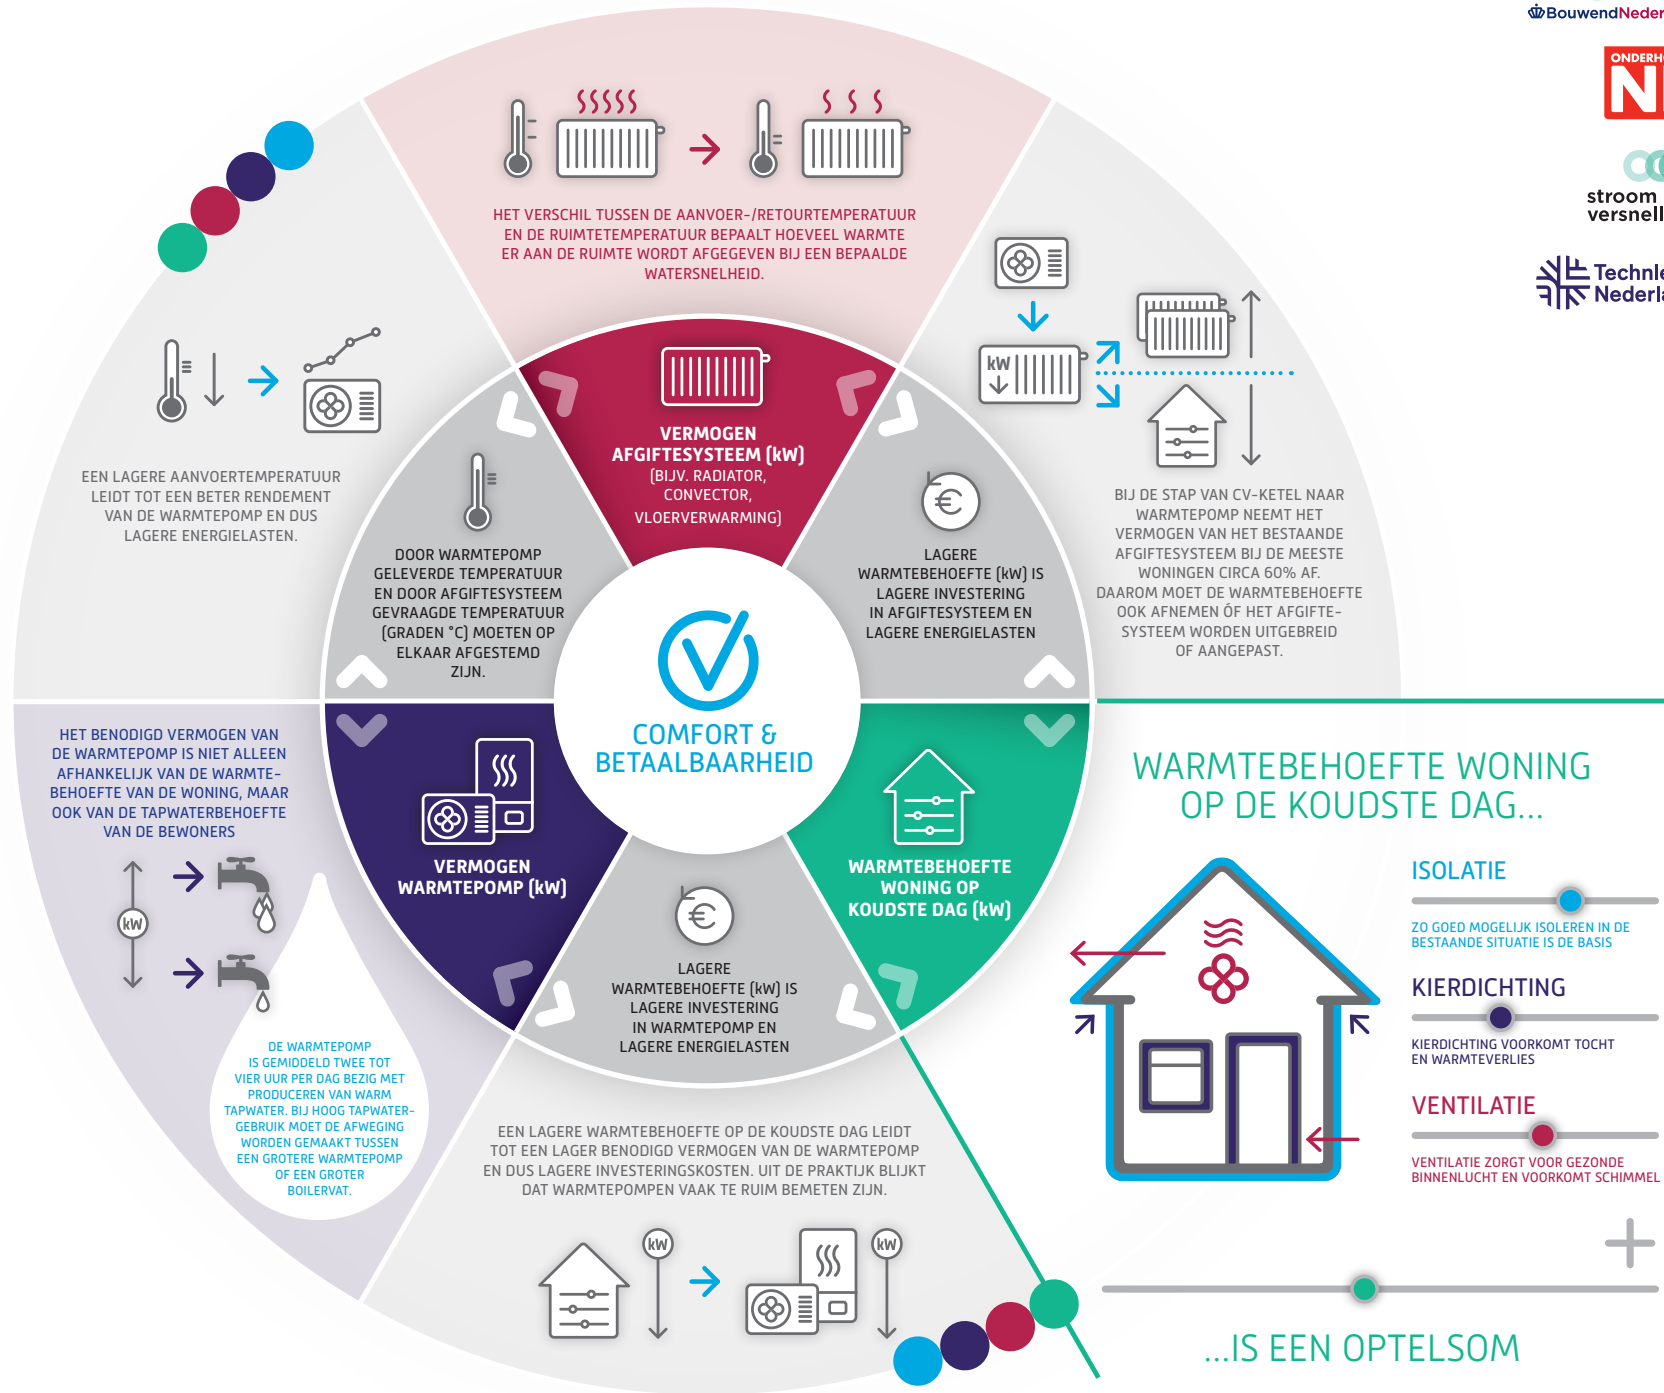 BouwendNeder
ONDERH
stroom
versnell
Nederla
HET VERSCHIL TUSSEN DE AANVOER-/RETOURTEMPERATUUR
EN DE RUIMTETEMPERATUUR BEPAALT HOEVEEL WARMTE
ER AAN DE RUIMTE WORDT AFGEGEVEN BIJ EEN BEPAALDE
WATERSNELHEID.
kW
BIJ DE STAP VAN CV-KETEL NAAR
WARMTEPOMP NEEMT HET
VERMOGEN VAN HET BESTAANDE
AFGIFTESYSTEEM BIJ DE MEESTE
WONINGEN CIRCA 60% AF.
DAAROM MOET DE WARMTEBEHOEFTE
OOK AFNEMEN ÓF HET AFGIFTE-
SYSTEEM WORDEN UITGEBREID
OF AANGEPAST.
EEN LAGERE AANVOERTEMPERATUUR
LEIDT TOT EEN BETER RENDEMENT
VAN DE WARMTEPOMP EN DUS
LAGERE ENERGIELASTEN.
VERMOGEN
AFGIFTESYSTEEM (kW)
(BIJV. RADIATOR,
CONVECTOR,
VLOERVERWARMING)
DOOR WARMTEPOMP
GELEVERDE TEMPERATUUR
EN DOOR AFGIFTESYSTEEM
GEVRAAGDE TEMPERATUUR
(GRADEN °C) MOETEN OP
ELKAAR AFGESTEMD
ZIJN.
€
LAGERE
WARMTEBEHOEFTE (kW) IS
LAGERE INVESTERING
IN AFGIFTESYSTEEM EN
LAGERE ENERGIELASTEN
COMFORT &
BETAALBAARHEID
VERMOGEN
WARMTEPOMP (kW)
WARMTEBEHOEFTE
WONING OP
KOUDSTE DAG (kW)
€
LAGERE
WARMTEBEHOEFTE (kW) IS
LAGERE INVESTERING
IN WARMTEPOMP EN
LAGERE ENERGIELASTEN
HET BENODIGD VERMOGEN VAN
DE WARMTEPOMP IS NIET ALLEEN
AFHANKELIJK VAN DE WARMTE-
BEHOEFTE VAN DE WONING, MAAR
OOK VAN DE TAPWATERBEHOEFTE
VAN DE BEWONERS
kW
DE WARMTEPOMP
IS GEMIDDELD TWEE TOT
VIER UUR PER DAG BEZIG MET
PRODUCEREN VAN WARM
TAPWATER. BIJ HOOG TAPWATER-
GEBRUIK MOET DE AFWEGING
WORDEN GEMAAKT TUSSEN
EEN GROTERE WARMTEPOMP
OF EEN GROTER
BOILERVAT.
EEN LAGERE WARMTEBEHOEFTE OP DE KOUDSTE DAG LEIDT
TOT EEN LAGER BENODIGD VERMOGEN VAN DE WARMTEPOMP
EN DUS LAGERE INVESTERINGSKOSTEN. UIT DE PRAKTIJK BLIJKT
DAT WARMTEPOMPEN VAAK TE RUIM BEMETEN ZIJN.
kW
kW
WARMTEBEHOEFTE WONING
OP DE KOUDSTE DAG...
ISOLATIE
ZO GOED MOGELIJK ISOLEREN IN DE
BESTAANDE SITUATIE IS DE BASIS
KIERDICHTING
KIERDICHTING VOORKOMT TOCHT
EN WARMTEVERLIES
VENTILATIE
VENTILATIE ZORGT VOOR GEZONDE
BINNENLUCHT EN VOORKOMT SCHIMMEL
...IS EEN OPTELSOM